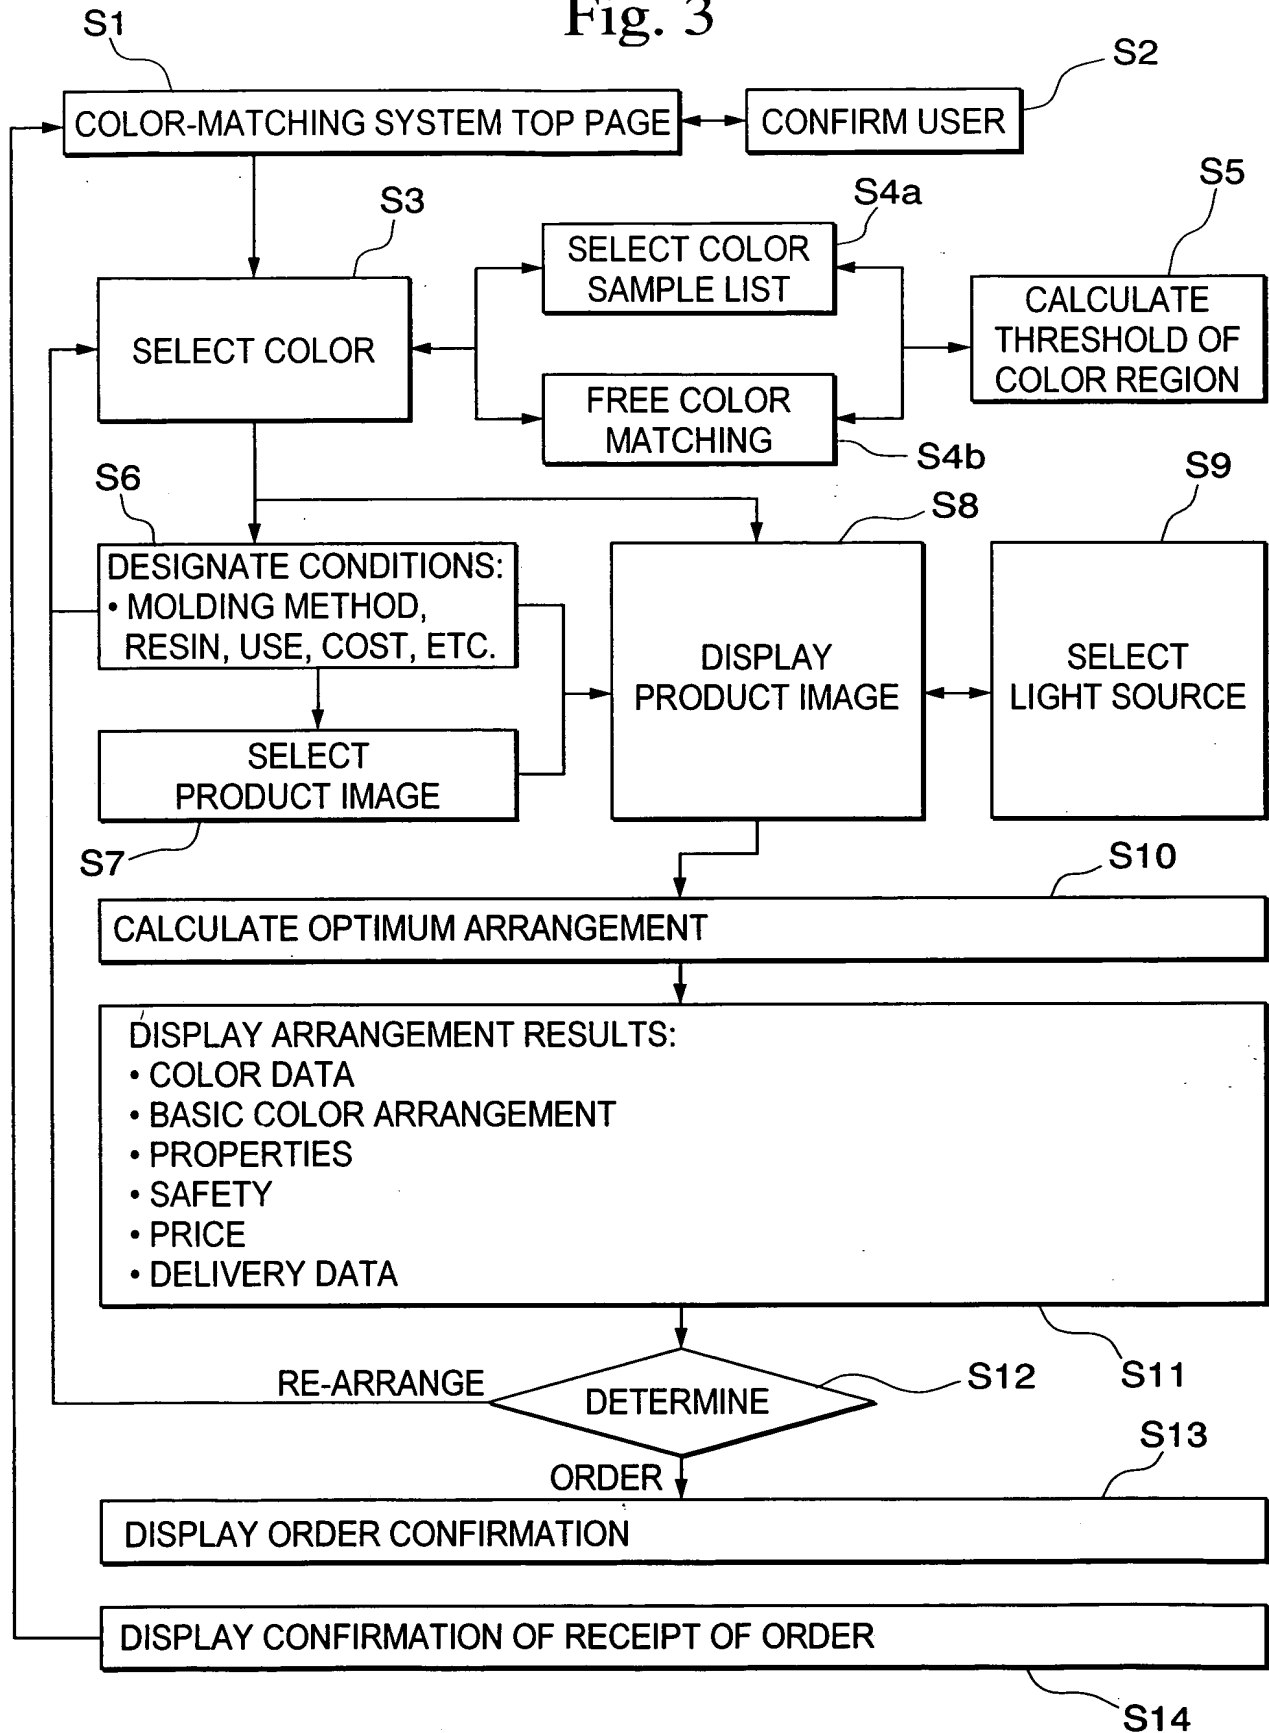 Fig. 3
S1
S2
COLOR-MATCHING SYSTEM TOP PAGE
CONFIRM USER
S3
S4a
S5
SELECT COLOR
SAMPLE LIST
SELECT COLOR
CALCULATE
THRESHOLD OF
COLOR REGION
FREE COLOR
MATCHING
S4b
S6
S8
S9
DESIGNATE CONDITIONS:
• MOLDING METHOD,
RESIN, USE, COST, ETC.
DISPLAY
PRODUCT IMAGE
SELECT
LIGHT SOURCE
SELECT
PRODUCT IMAGE
S7
S10
CALCULATE OPTIMUM ARRANGEMENT
DISPLAY ARRANGEMENT RESULTS:
• COLOR DATA
• BASIC COLOR ARRANGEMENT
• PROPERTIES
• SAFETY
• PRICE
• DELIVERY DATA
S11
RE-ARRANGE
DETERMINE
S12
S13
ORDER
DISPLAY ORDER CONFIRMATION
DISPLAY CONFIRMATION OF RECEIPT OF ORDER
S14